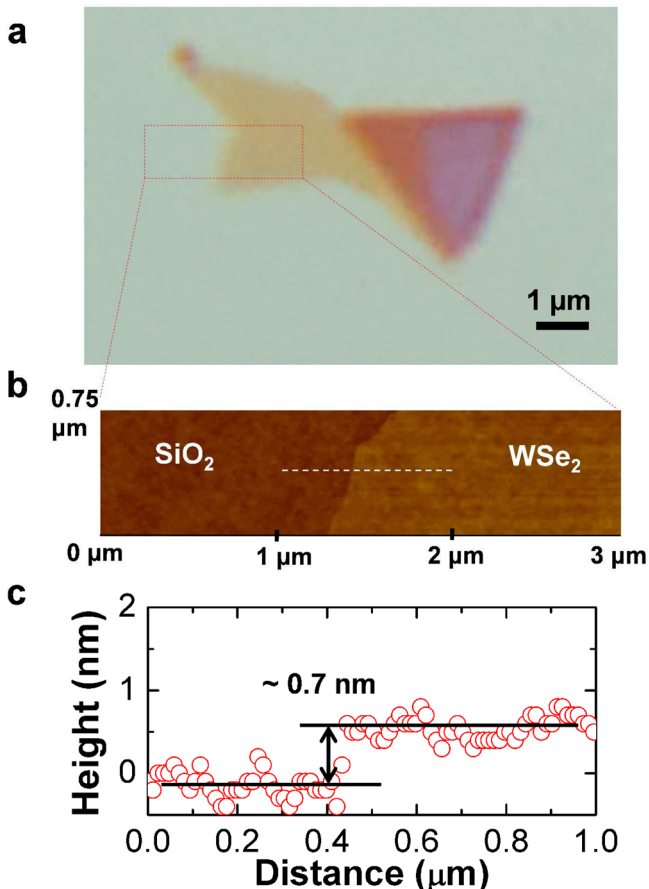 a
1 μm
b
0.75
μm
SiO₂
WSe₂
0 μm
1 μm
2 μm
3 μm
c
2
1
0
Height (nm)
~ 0.7 nm
0.0
0.2
0.4
0.6
0.8
1.0
Distance (μm)